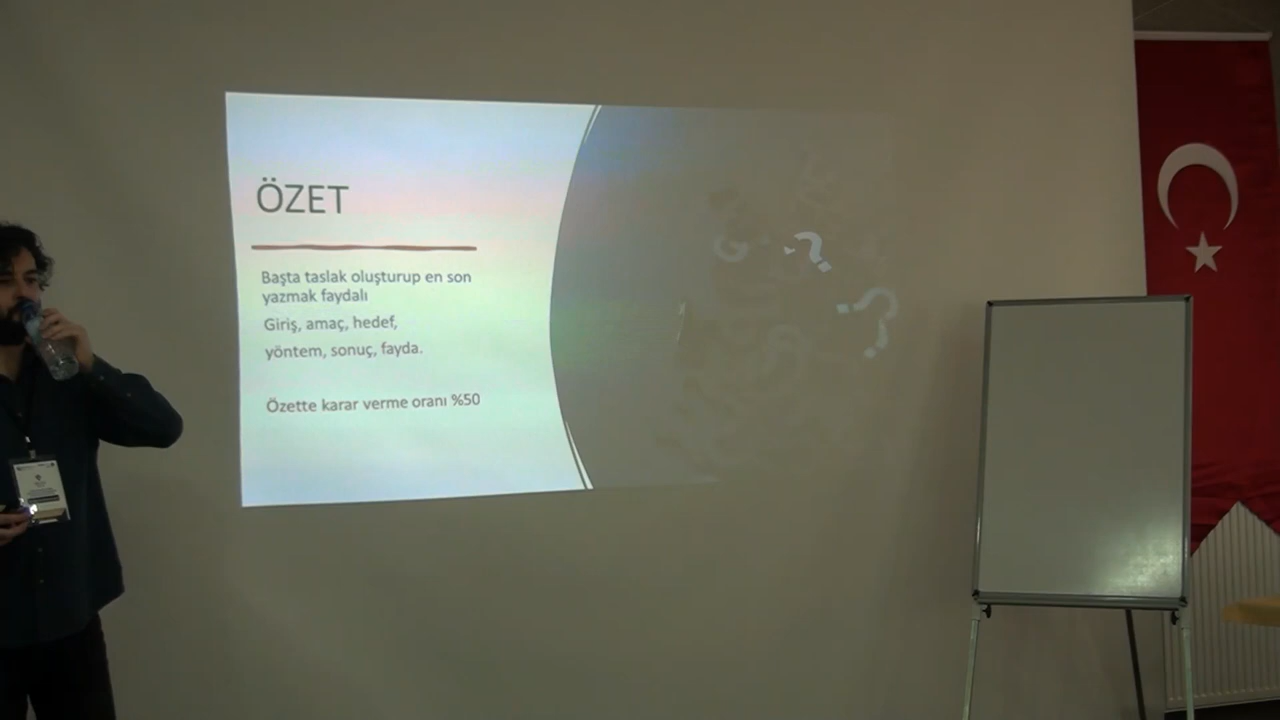 ÖZET
Başta taslak oluşturup en son
yazmak faydalı
Giriş, amaç, hedef,
yöntem, sonuç, fayda.
Özette karar verme oranı %50
? ?